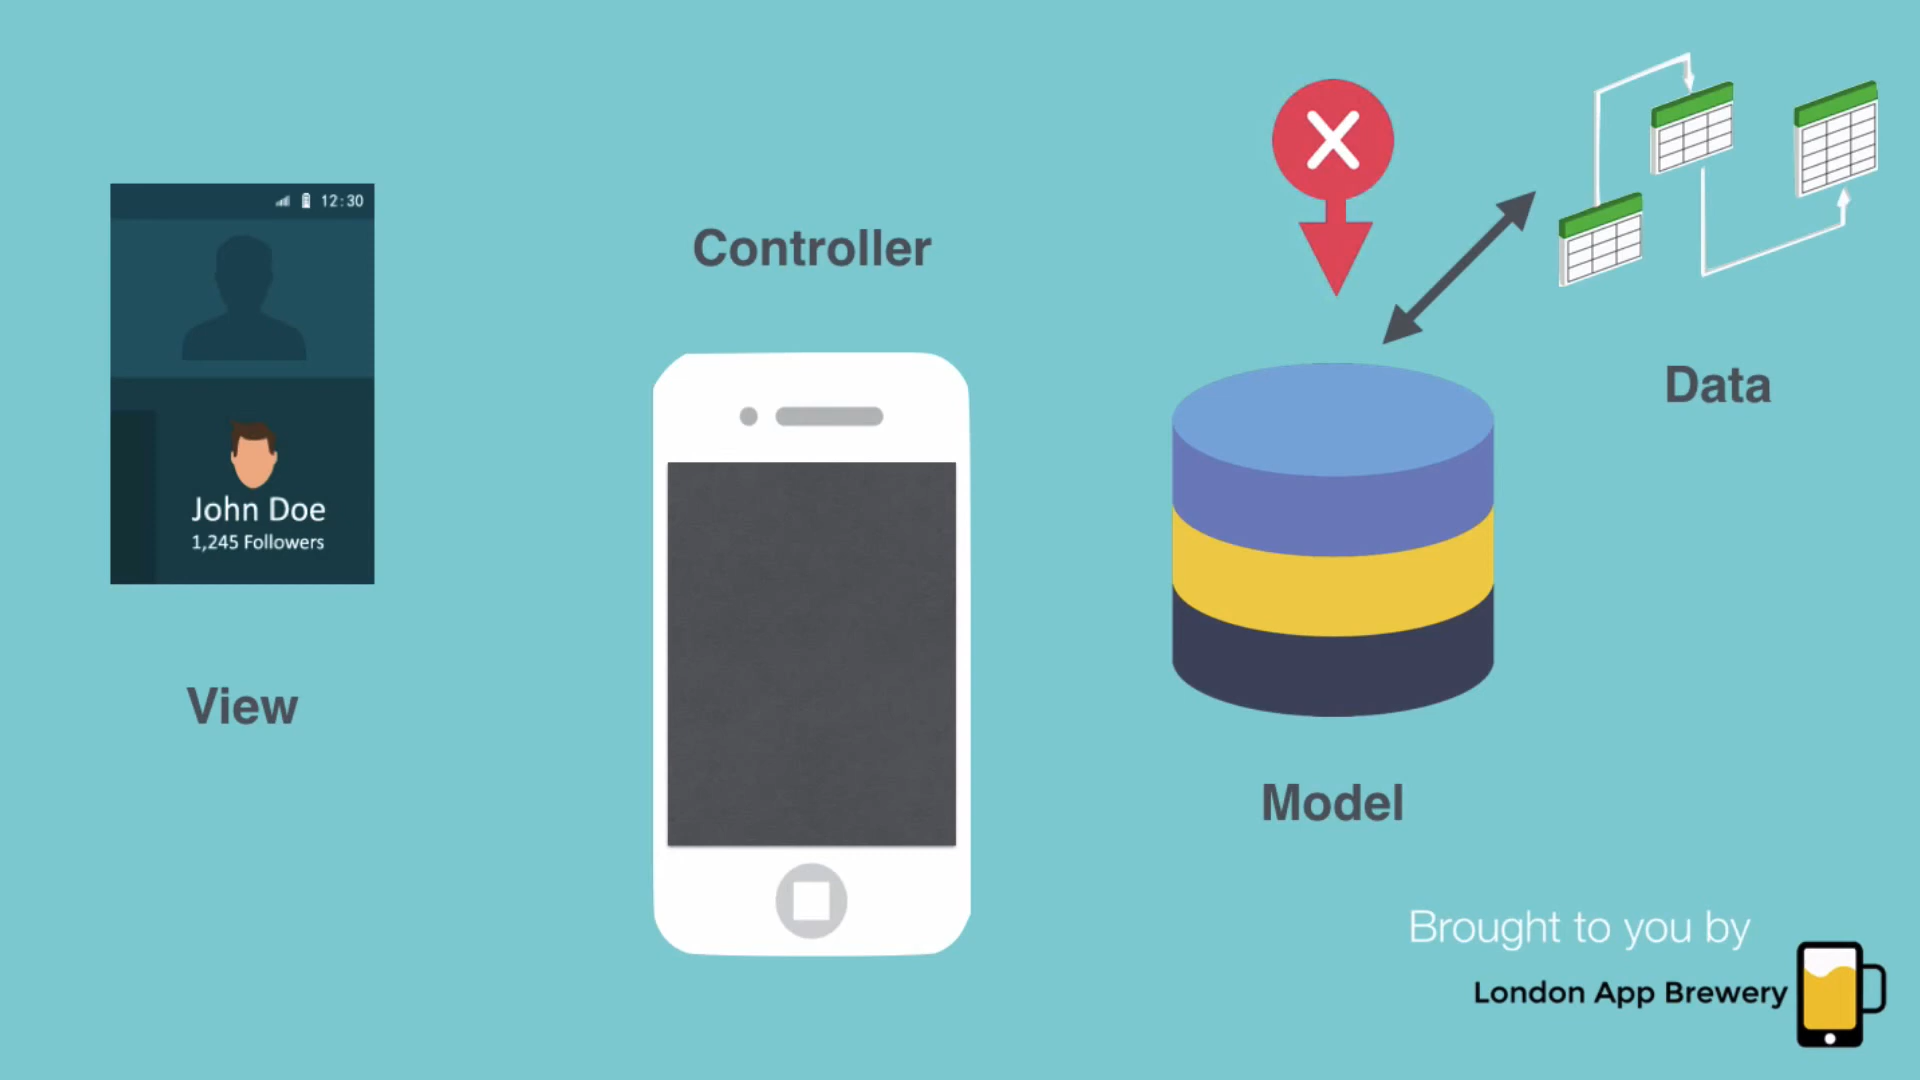 12:30
Controller
John Doe
1,245 Followers
View
Data
Model
Brought to you by
London App Brewery